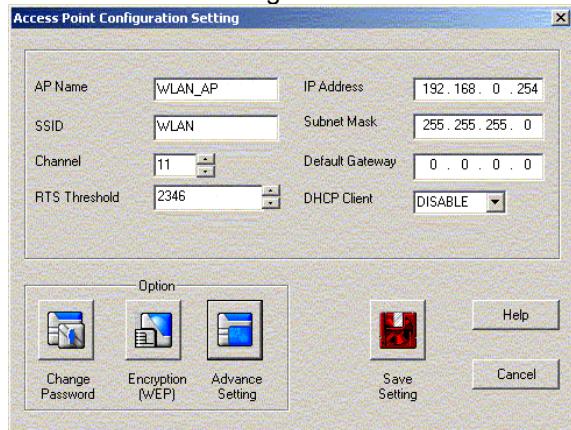 Access Point Configuration Setting
AP Name WLAN_AP IP Address 192.168. 0 .254
SSID WLAN Subnet Mask 255.255.255. 0
Channel 11 Default Gateway 0 . 0 . 0 . 0
RTS Threshold 2346 DHCP Client DISABLE
Option
Change Password
Encryption (WEP)
Advance Setting
Save Setting
Help
Cancel